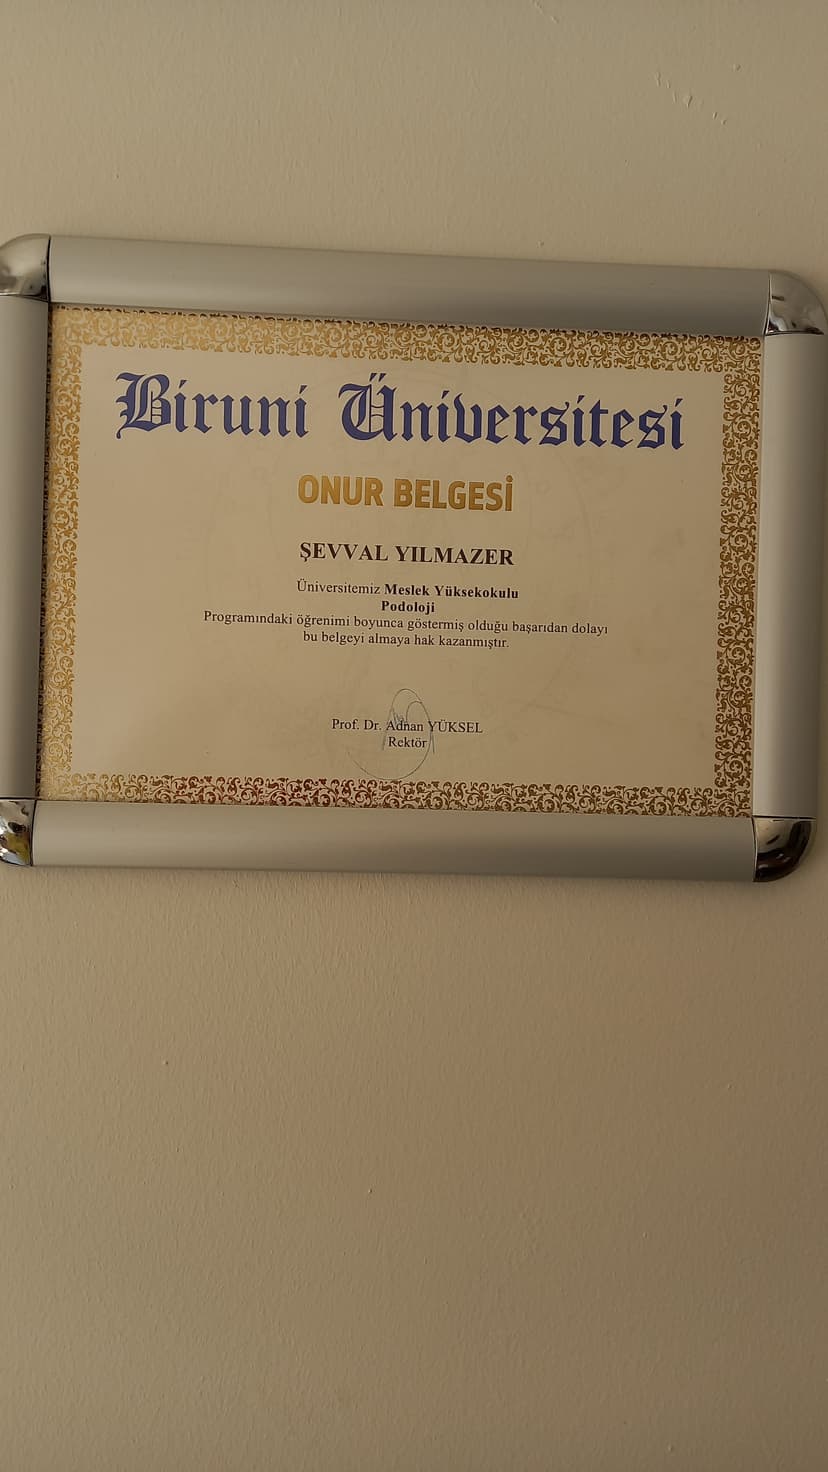 Biruni Üniversitesi
ONUR BELGESİ
ŞEVVAL YILMAZER
Üniversitemiz Meslek Yüksekokulu
Podoloji
Programındaki öğrenimi boyunca göstermiş olduğu başarıdan dolayı
bu belgeyi almaya hak kazanmıştır.
Prof. Dr. Adnan YÜKSEL
Rektör